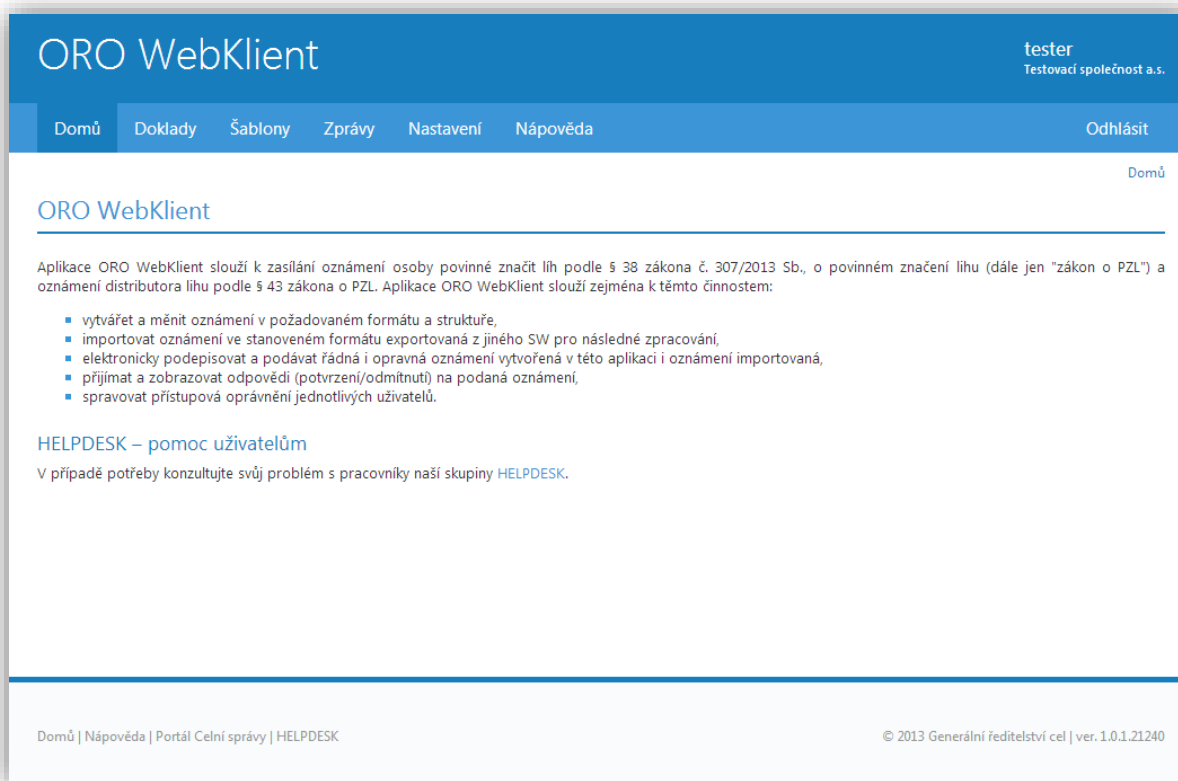 ORO WebKlient
tester
Testovací společnost a.s.
Domů Doklady Šablony Zprávy Nastavení Nápověda Odhlásit
Domů
ORO WebKlient
Aplikace ORO WebKlient slouží k zasílání oznámení osoby povinné značit líh podle § 38 zákona č. 307/2013 Sb., o povinném značení lihu (dále jen "zákon o PZL") a
oznámení distributora lihu podle § 43 zákona o PZL. Aplikace ORO WebKlient slouží zejména k těmto činnostem:
vytvářet a měnit oznámení v požadovaném formátu a struktuře,
importovat oznámení ve stanoveném formátu exportovaná z jiného SW pro následné zpracování,
elektronicky podepisovat a podávat řádná i opravná oznámení vytvořená v této aplikaci i oznámení importovaná,
přijímat a zobrazovat odpovědi (potvrzení/odmítnutí) na podaná oznámení,
spravovat přístupová oprávnění jednotlivých uživatelů.
HELPDESK – pomoc uživatelům
V případě potřeby konzultujte svůj problém s pracovníky naší skupiny HELPDESK.
Domů | Nápověda | Portál Celní správy | HELPDESK © 2013 Generální ředitelství cel | ver. 1.0.1.21240